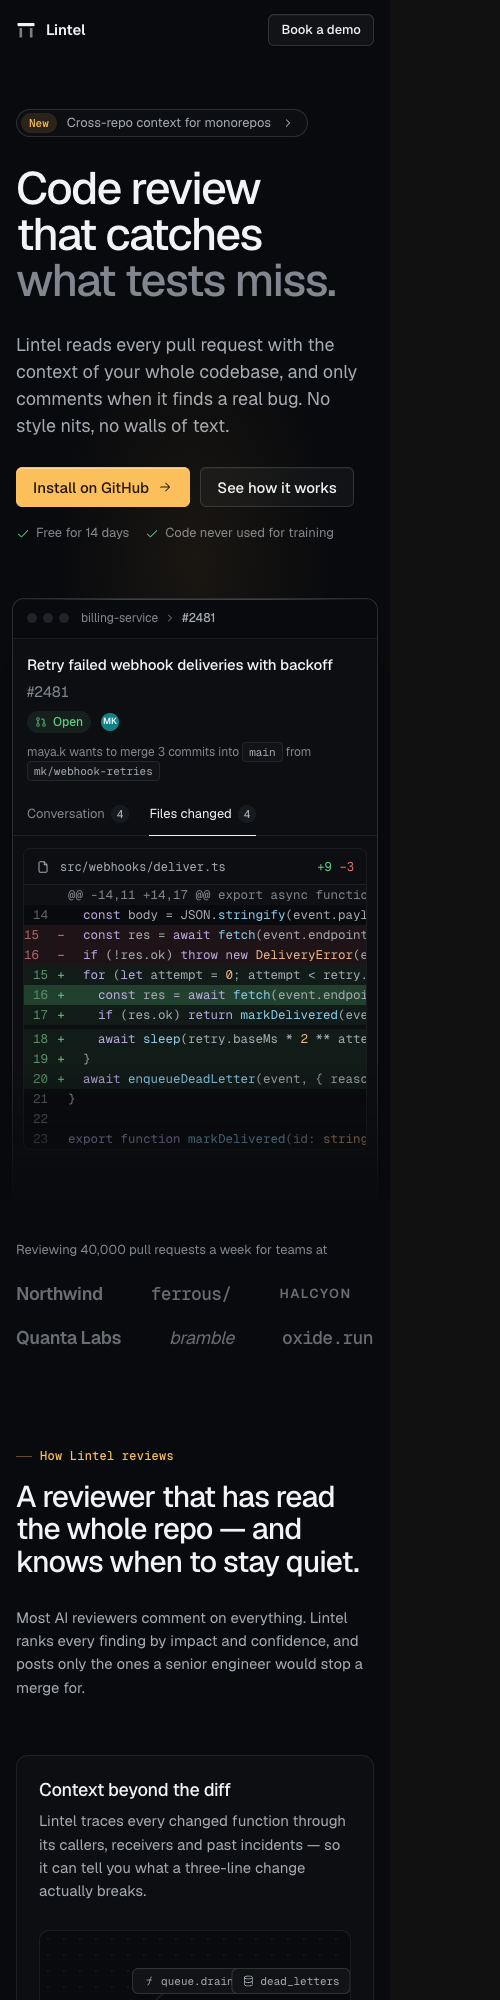 Lintel
Book a demo
New Cross-repo context for monorepos
Code review
that catches
what tests miss.
Lintel reads every pull request with the
context of your whole codebase, and only
comments when it finds a real bug. No
style nits, no walls of text.
Install on GitHub
See how it works
Free for 14 days
Code never used for training
billing-service > #2481
Retry failed webhook deliveries with backoff
#2481
Open MK
maya.k wants to merge 3 commits into main from
mk/webhook-retries
Conversation 4 Files changed 4
src/webhooks/deliver.ts +9 −3
@@ -14,11 +14,17 @@ export async functio
14 const body = JSON.stringify(event.payl
15 − const res = await fetch(event.endpoint
16 − if (!res.ok) throw new DeliveryError(e
15 + for (let attempt = 0; attempt < retry.
16 + const res = await fetch(event.endpoi
17 + if (res.ok) return markDelivered(eve
18 + await sleep(retry.baseMs * 2 ** atte
19 + }
20 + await enqueueDeadLetter(event, { reaso
21 }
22
23 export function markDelivered(id: string
Reviewing 40,000 pull requests a week for teams at
Northwind ferrous/ HALCYON
Quanta Labs bramble oxide.run
How Lintel reviews
A reviewer that has read
the whole repo — and
knows when to stay quiet.
Most AI reviewers comment on everything. Lintel
ranks every finding by impact and confidence, and
posts only the ones a senior engineer would stop a
merge for.
Context beyond the diff
Lintel traces every changed function through
its callers, receivers and past incidents — so
it can tell you what a three-line change
actually breaks.
queue.drain dead_letters